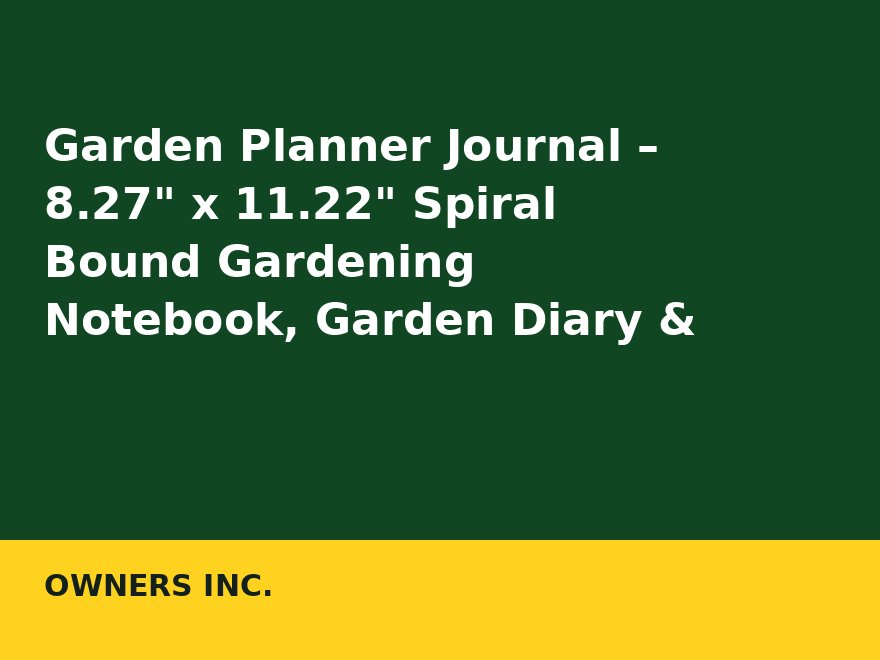 Garden Planner Journal –
8.27" x 11.22" Spiral
Bound Gardening
Notebook, Garden Diary &
OWNERS INC.